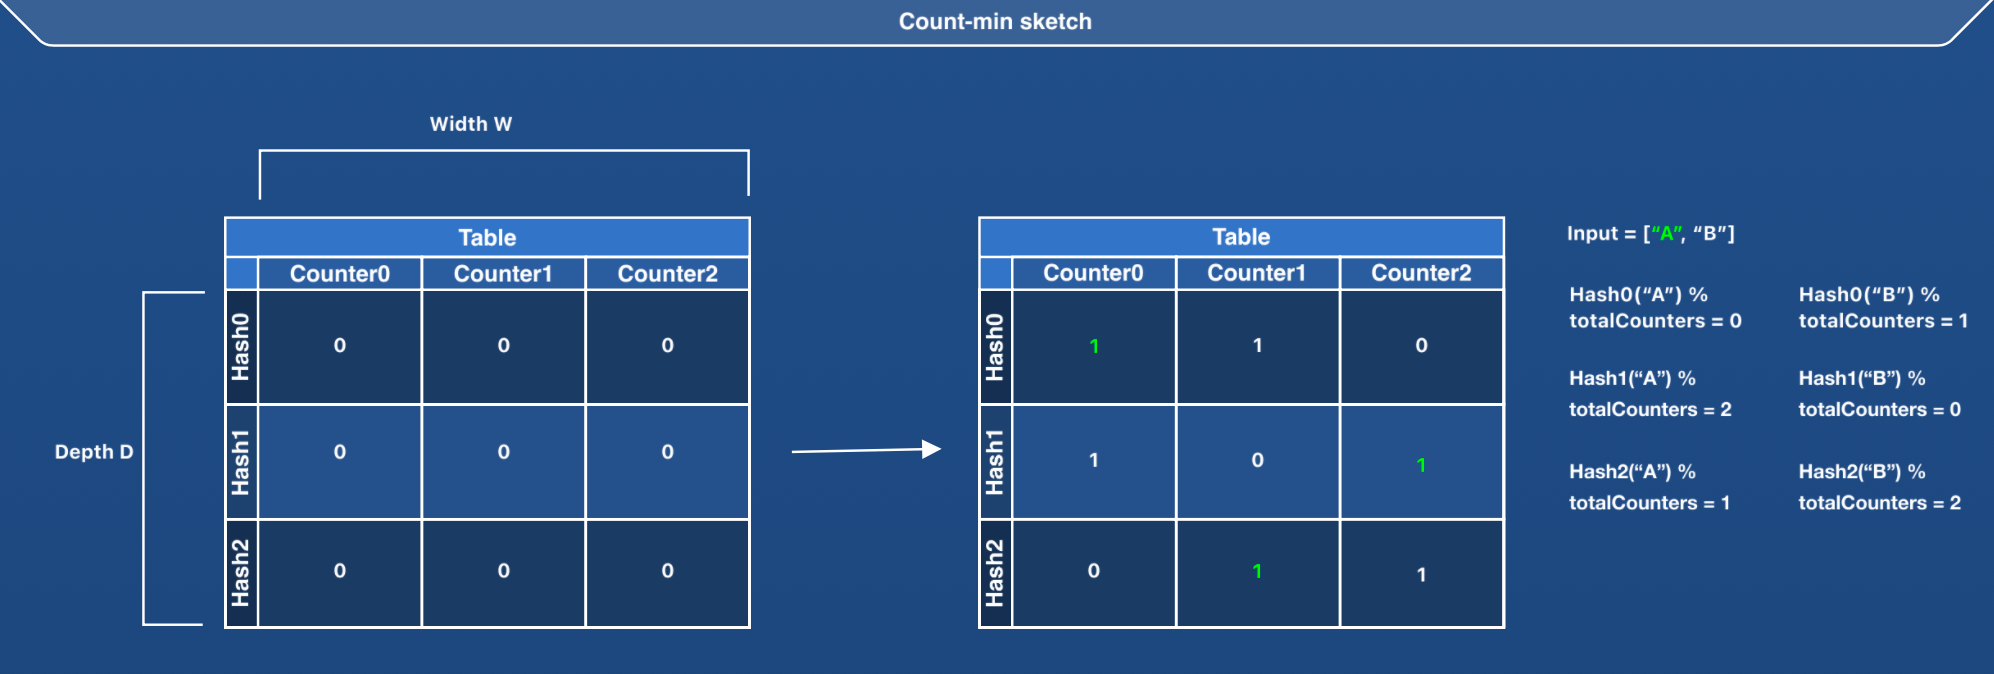 Count-min sketch
Width W
Depth D
Table
Counter0 Counter1 Counter2
Hash0 0 0 0
Hash1 0 0 0
Hash2 0 0 0
Table
Counter0 Counter1 Counter2
Hash0 1 1 0
Hash1 1 0 1
Hash2 0 1 1
Input = [“A”, “B”]
Hash0(“A”) %
totalCounters = 0
Hash0(“B”) %
totalCounters = 1
Hash1(“A”) %
totalCounters = 2
Hash1(“B”) %
totalCounters = 0
Hash2(“A”) %
totalCounters = 1
Hash2(“B”) %
totalCounters = 2